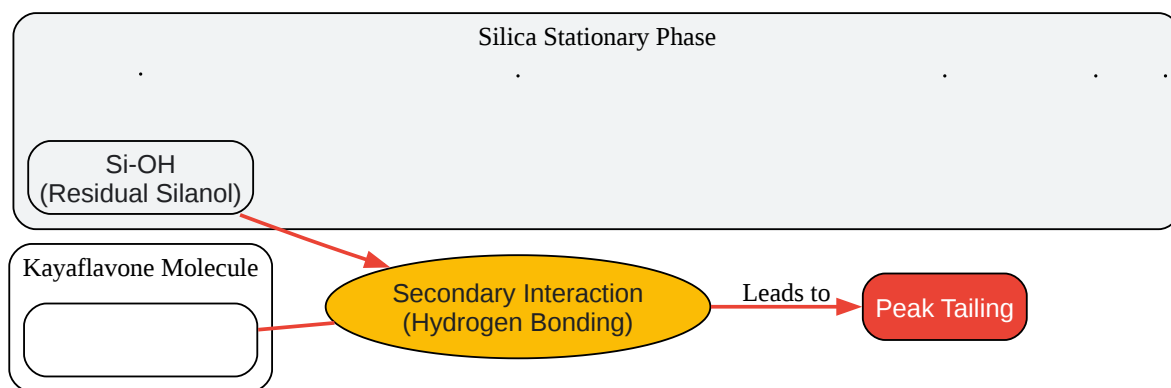 Silica Stationary Phase
Si-OH
(Residual Silanol)
Kayaflavone Molecule
Secondary Interaction
(Hydrogen Bonding)
Leads to
Peak Tailing